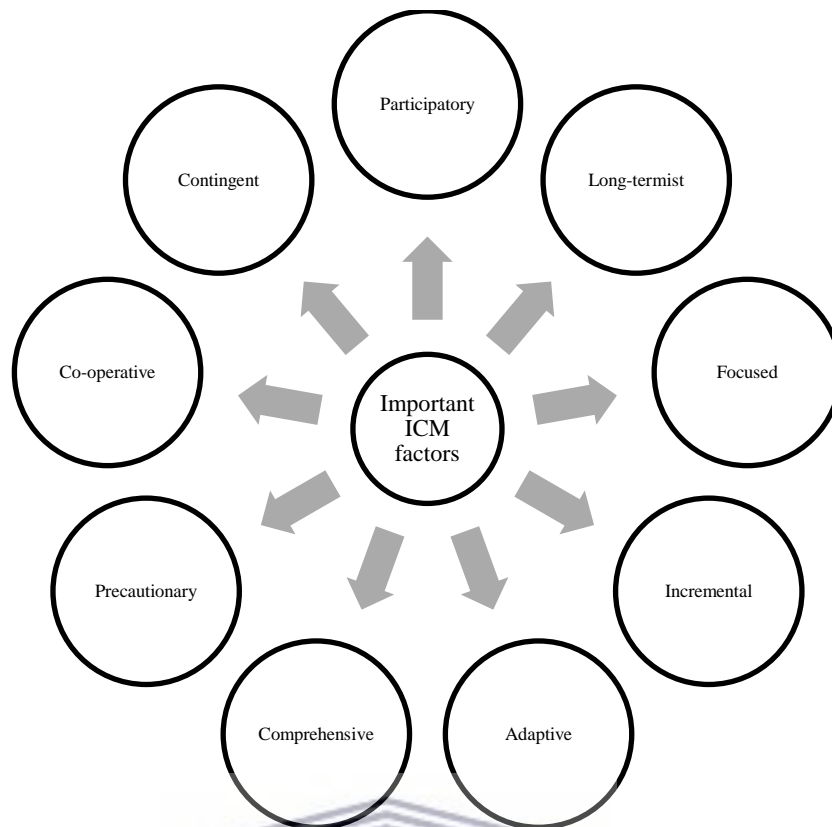 Participatory
Contingent
Long-termist
Co-operative
Focused
Important
ICM
factors
Precautionary
Incremental
Comprehensive
Adaptive